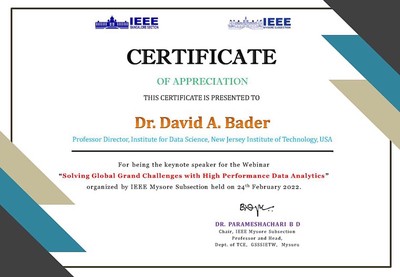 IEEE
BANGALORE SECTION
IEEE
MYSORE SUBSECTION
CERTIFICATE
OF APPRECIATION
THIS CERTIFICATE IS PRESENTED TO
Dr. David A. Bader
Professor Director, Institute for Data Science, New Jersey Institute of Technology, USA
For being the keynote speaker for the Webinar
"Solving Global Grand Challenges with High Performance Data Analytics"
organized by IEEE Mysore Subsection held on 24th February 2022.
DR. PARAMESHACHARI B D
Chair, IEEE Mysore Subsection
Professor and Head,
Dept. of TCE, GSSSIETW, Mysuru